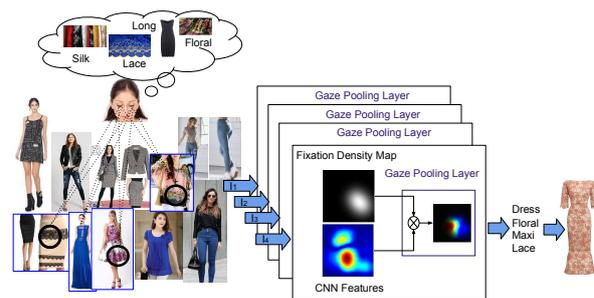 Long
Silk
Lace
Floral
Gaze Pooling Layer
Gaze Pooling Layer
Gaze Pooling Layer
Fixation Density Map
Gaze Pooling Layer
I1
I2
I3
I4
CNN Features
Dress
Floral
Maxi
Lace